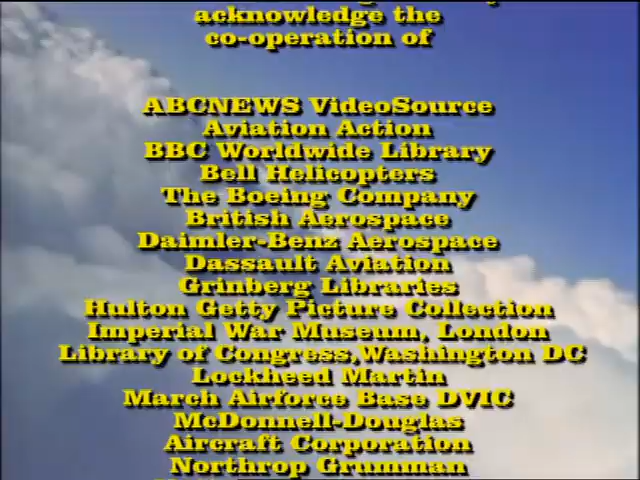 acknowledge the
co-operation of
ABCNEWS VideoSource
Aviation Action
BBC Worldwide Library
Bell Helicopters
The Boeing Company
British Aerospace
Daimler-Benz Aerospace
Dassault Aviation
Grinberg Libraries
Hulton Getty Picture Collection
Imperial War Museum, London
Library of Congress,Washington DC
Lockheed Martin
March Airforce Base DVIC
McDonnell-Douglas
Aircraft Corporation
Northrop Grumman